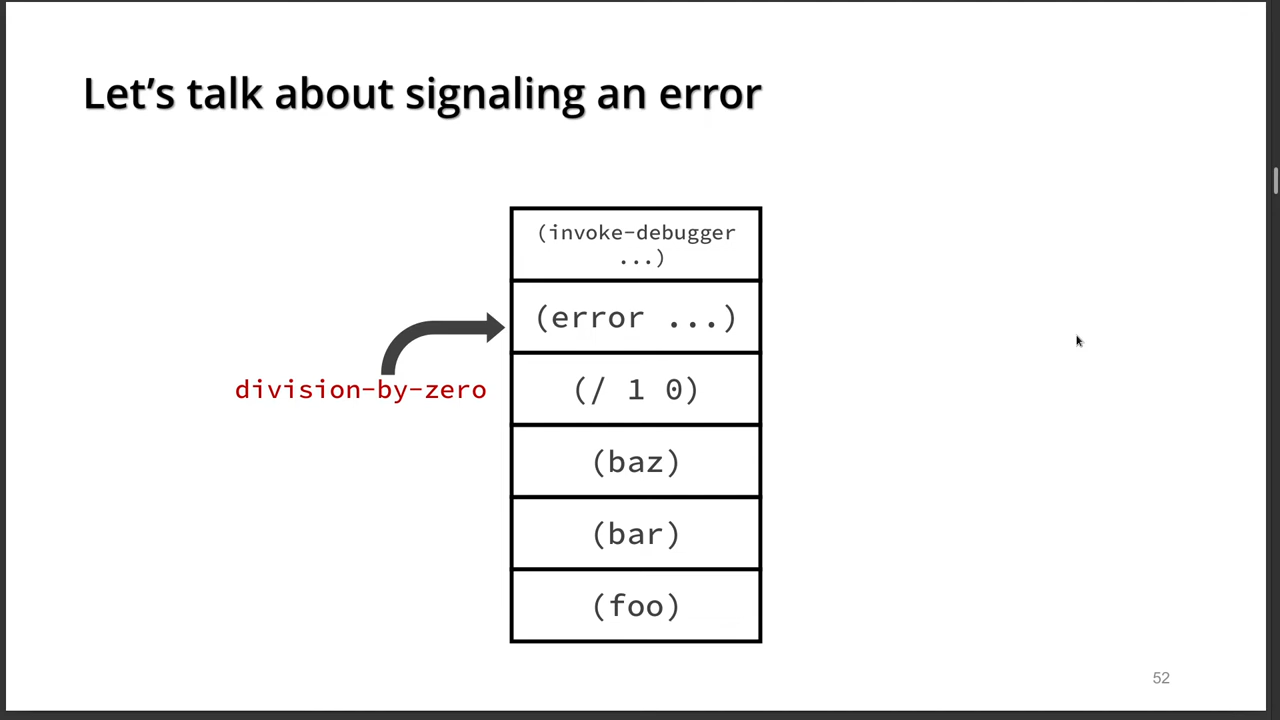 Let’s talk about signaling an error
(invoke-debugger
...)
(error ...)
division-by-zero
(/ 1 0)
(baz)
(bar)
(foo)
52